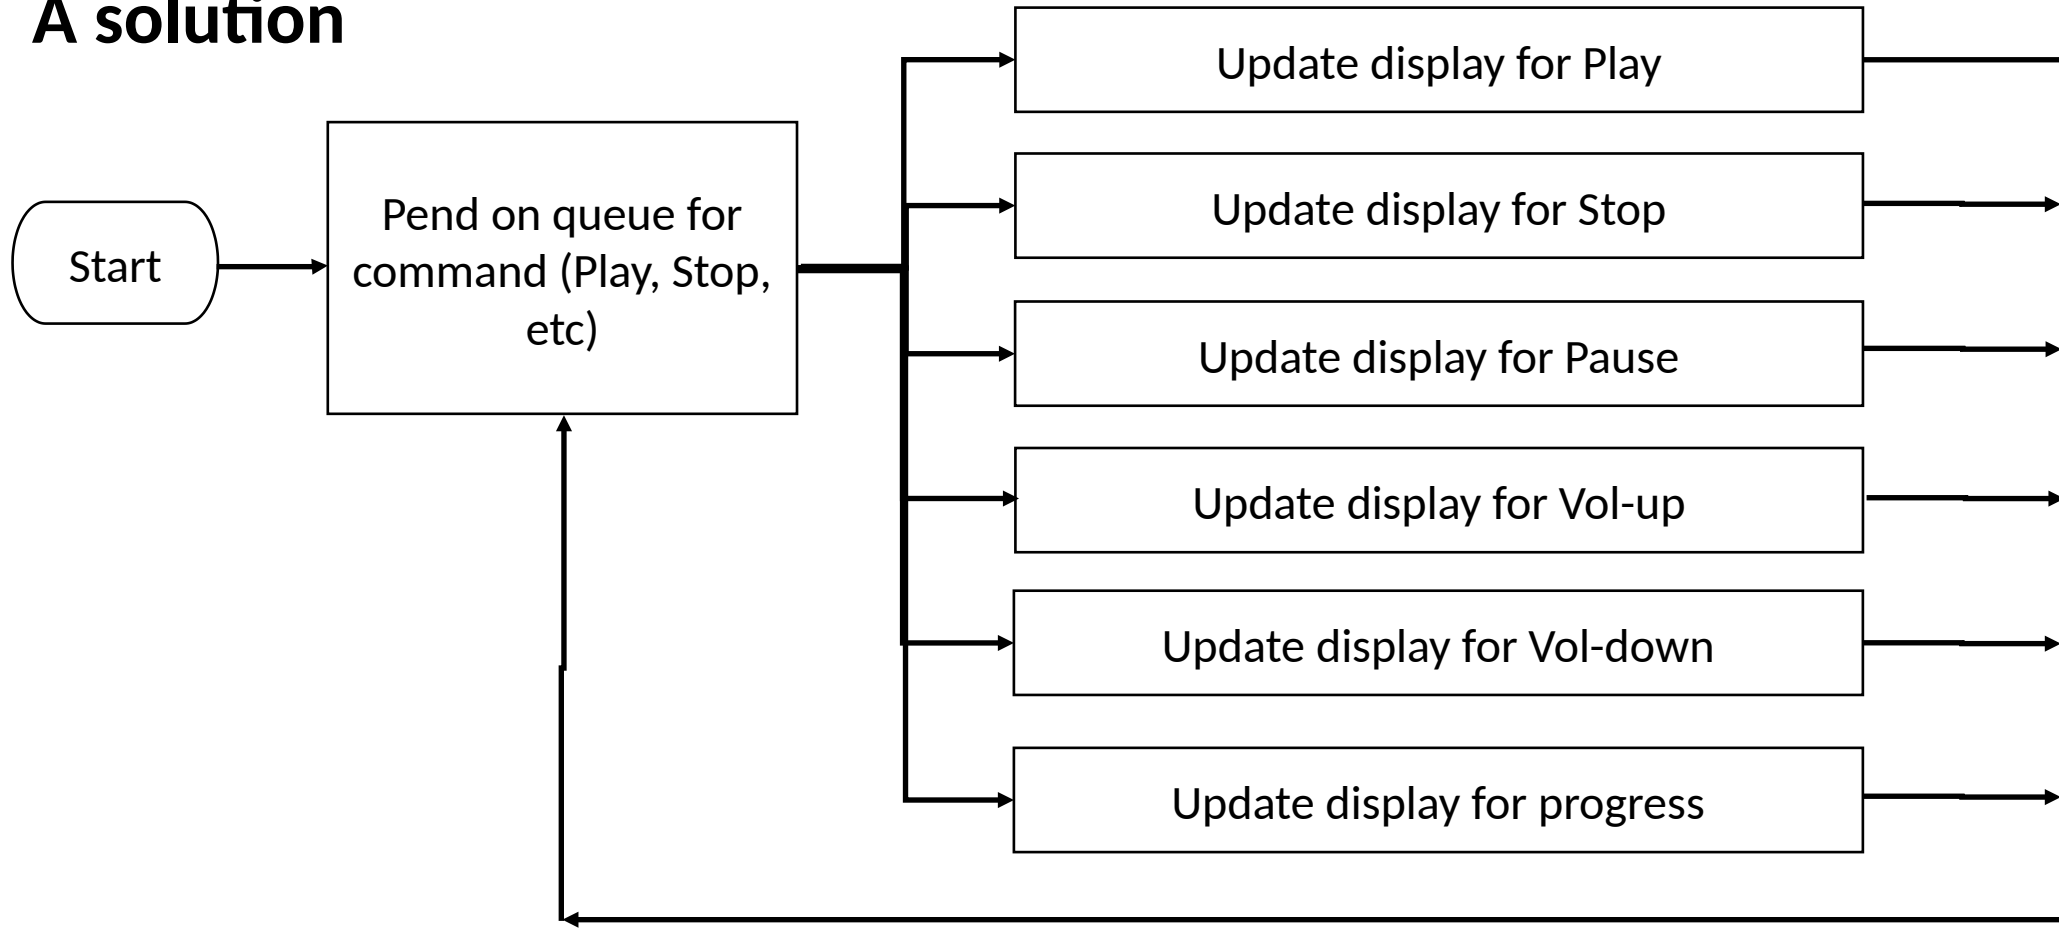 A solution
Update display for Play
Update display for Stop
Start
Pend on queue for
command (Play, Stop,
etc)
Update display for Pause
Update display for Vol-up
Update display for Vol-down
Update display for progress